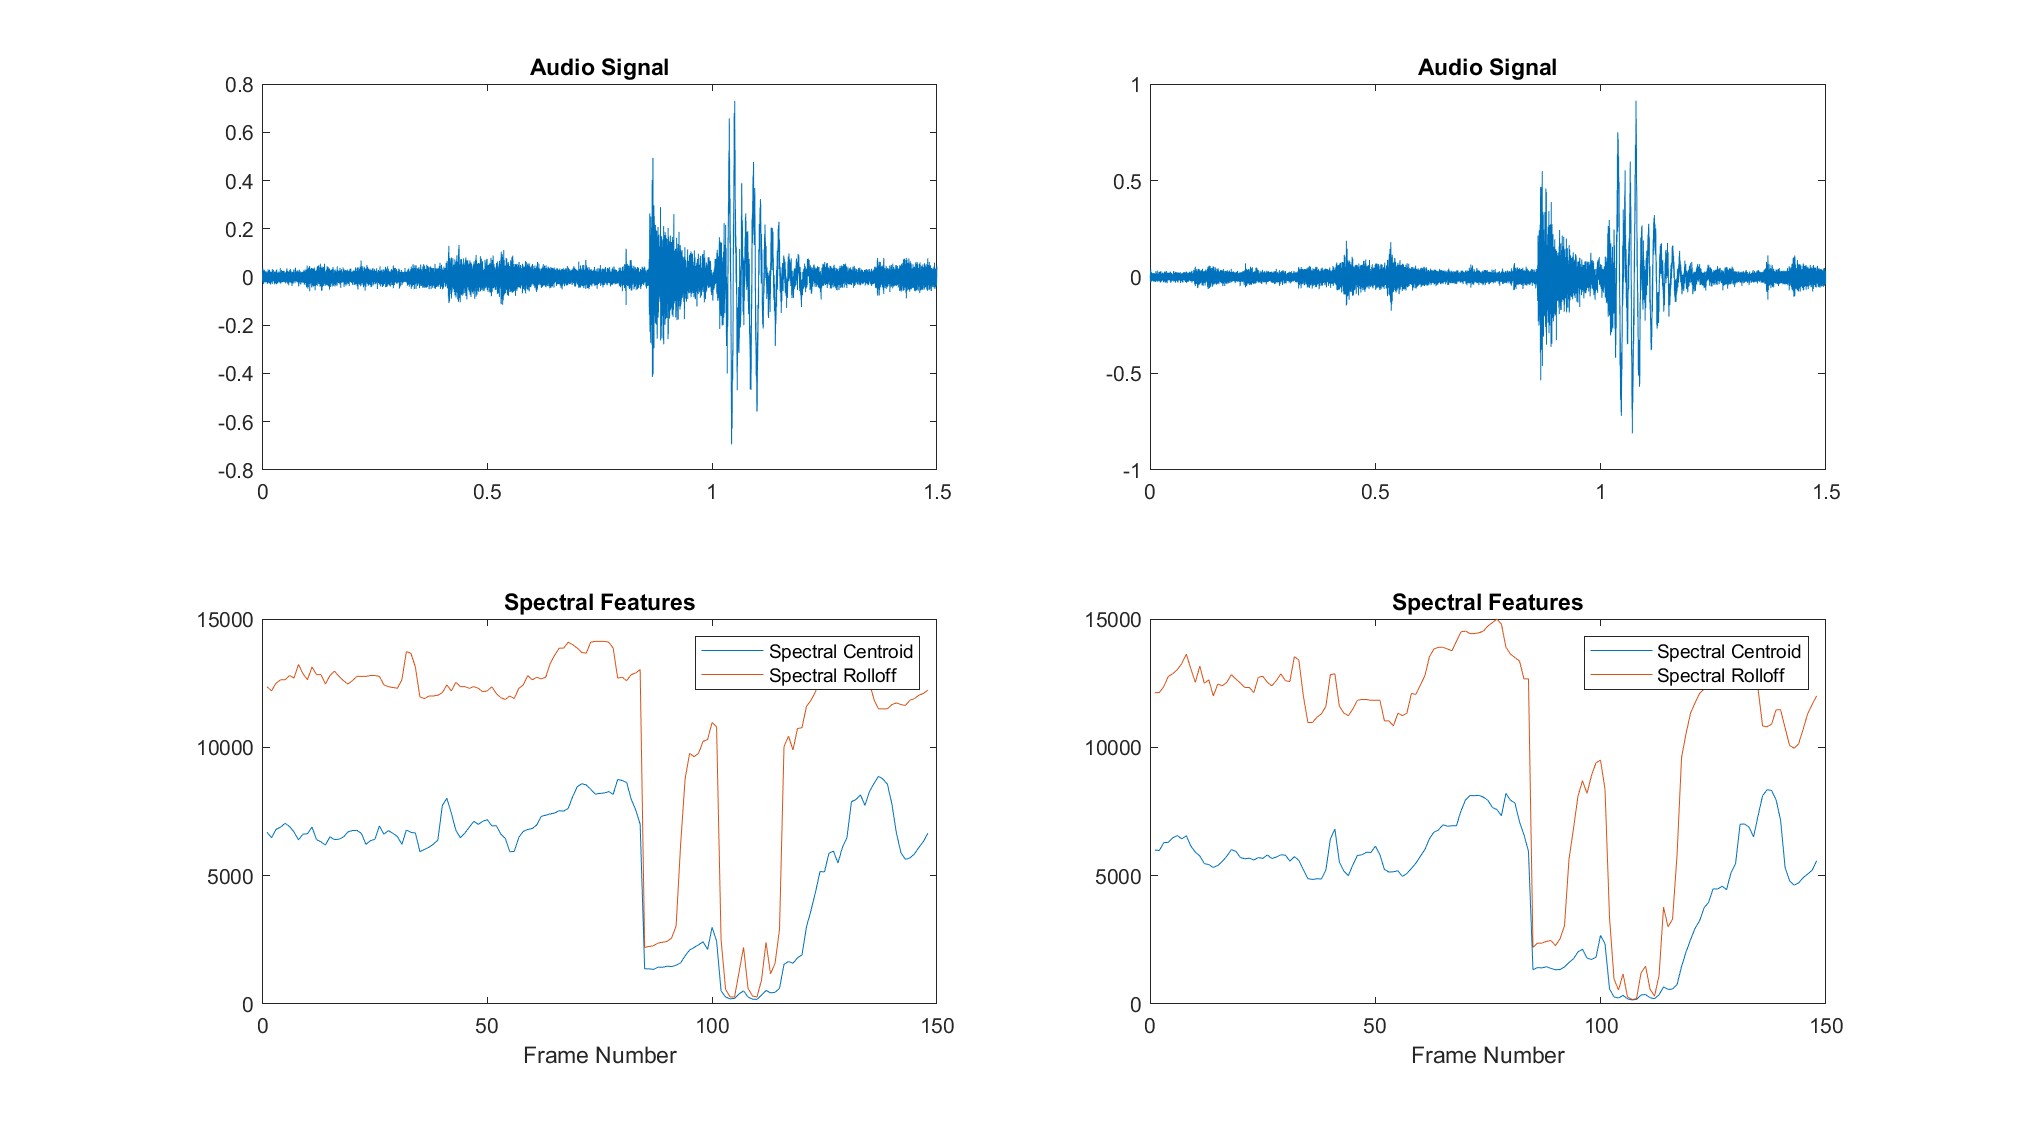 Audio Signal
0.8
0.6
0.4
0.2
0
-0.2
-0.4
-0.6
-0.8
0 0.5 1 1.5
Audio Signal
1
0.5
0
-0.5
-1
0 0.5 1 1.5
Spectral Features
15000
10000
5000
0
Spectral Centroid
Spectral Rolloff
0 50 100 150
Frame Number
Spectral Features
15000
10000
5000
0
Spectral Centroid
Spectral Rolloff
0 50 100 150
Frame Number